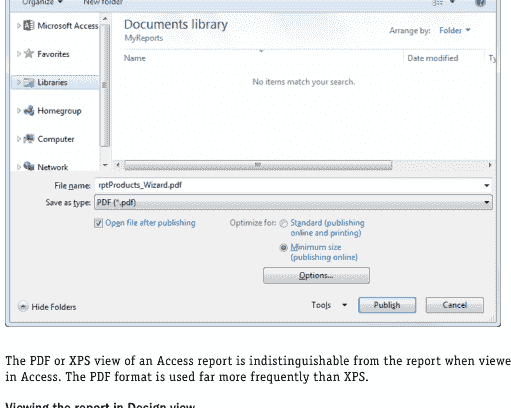 Organize New folder
Microsoft Access
Documents library
MyReports
Arrange by: Folder
Favorites
Name Date modified Ty
Libraries
No items match your search.
Homegroup
Computer
Network
File name: rptProducts_Wizard.pdf
Save as type: PDF (*.pdf)
Open file after publishing
Optimize for: Standard (publishing
online and printing)
Minimum size
(publishing online)
Options...
Hide Folders
Tools Publish Cancel
The PDF or XPS view of an Access report is indistinguishable from the report when viewe
in Access. The PDF format is used far more frequently than XPS.
Viewing the report in Design view